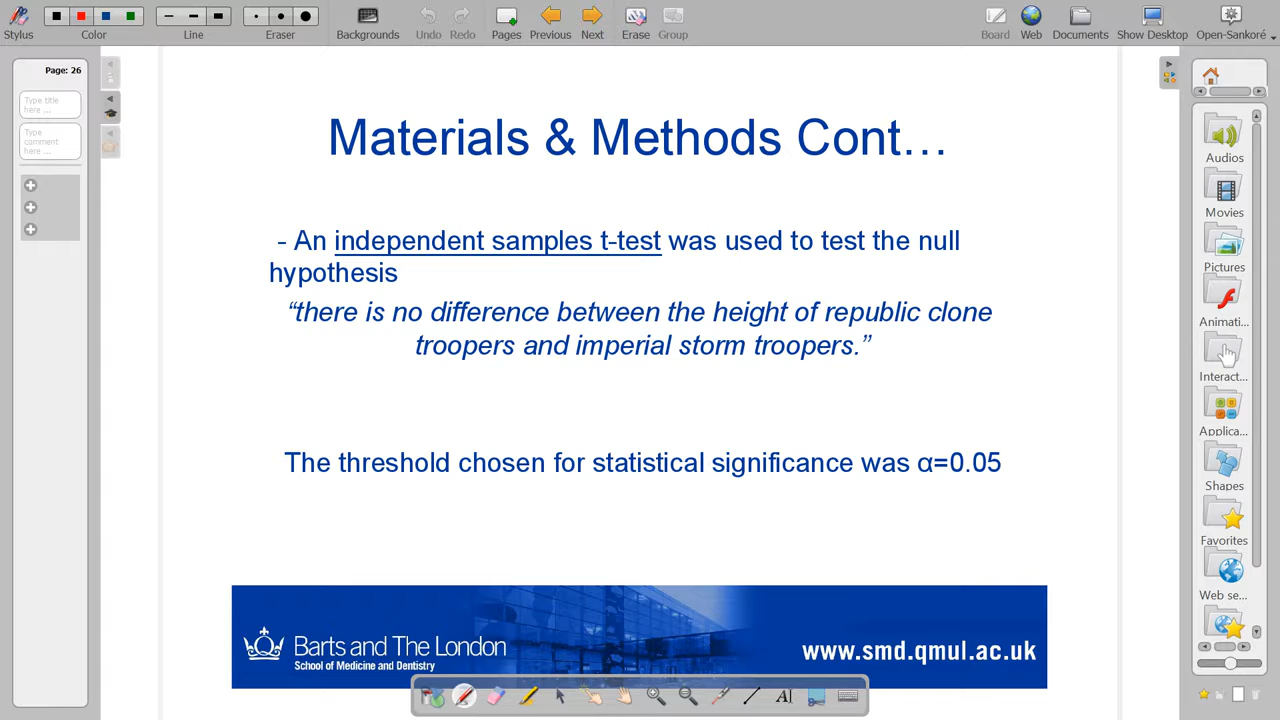 Stylus
Color
Line
Eraser
Backgrounds
Undo
Redo
Pages
Previous
Next
Erase
Group
Board
Web
Documents
Show Desktop
Open-Sankoré
Page: 26
Type title
here ...
Type
comment
here ...
Materials & Methods Cont…
- An independent samples t-test was used to test the null
hypothesis
“there is no difference between the height of republic clone
troopers and imperial storm troopers.”
The threshold chosen for statistical significance was α=0.05
Barts and The London
School of Medicine and Dentistry
www.smd.qmul.ac.uk
Audios
Movies
Pictures
Animati...
Interact...
Applica...
Shapes
Favorites
Web se...
AI